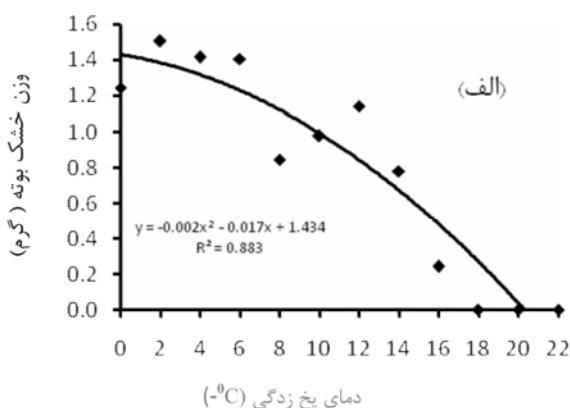 1.6
1.4
1.2
1.0
0.8
0.6
0.4
0.2
0.0
وزن خشک بوته ( گرم)
(الف)
y = -0.002x² - 0.017x + 1.434
R² = 0.883
0 2 4 6 8 10 12 14 16 18 20 22
دمای یخ زدگی (-⁰C)